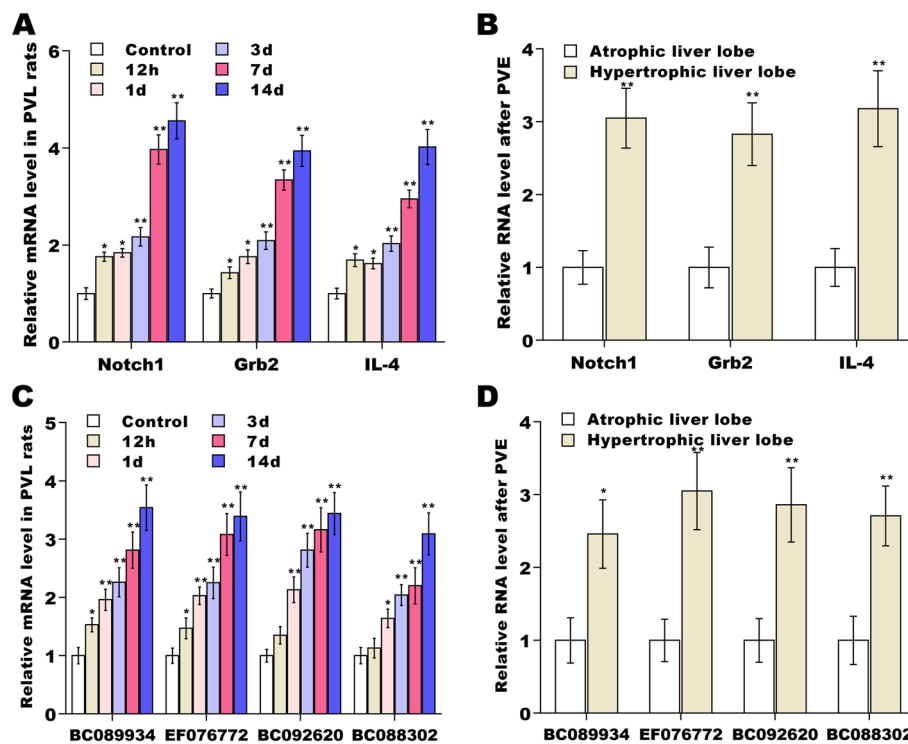 A
Relative mRNA level in PVL rats
6
4
2
0
Control
12h
1d
3d
7d
14d
* * ** ** **
* * ** ** **
* * ** ** **
Notch1 Grb2 IL-4
B
Relative RNA level after PVE
4
3
2
1
0
Atrophic liver lobe
Hypertrophic liver lobe
** ** **
Notch1 Grb2 IL-4
C
Relative mRNA level in PVL rats
5
4
3
2
1
0
Control
12h
1d
3d
7d
14d
* ** ** ** **
* ** ** ** **
** ** ** **
* ** ** **
BC089934 EF076772 BC092620 BC088302
D
Relative RNA level after PVE
4
3
2
1
0
Atrophic liver lobe
Hypertrophic liver lobe
* ** ** **
BC089934 EF076772 BC092620 BC088302